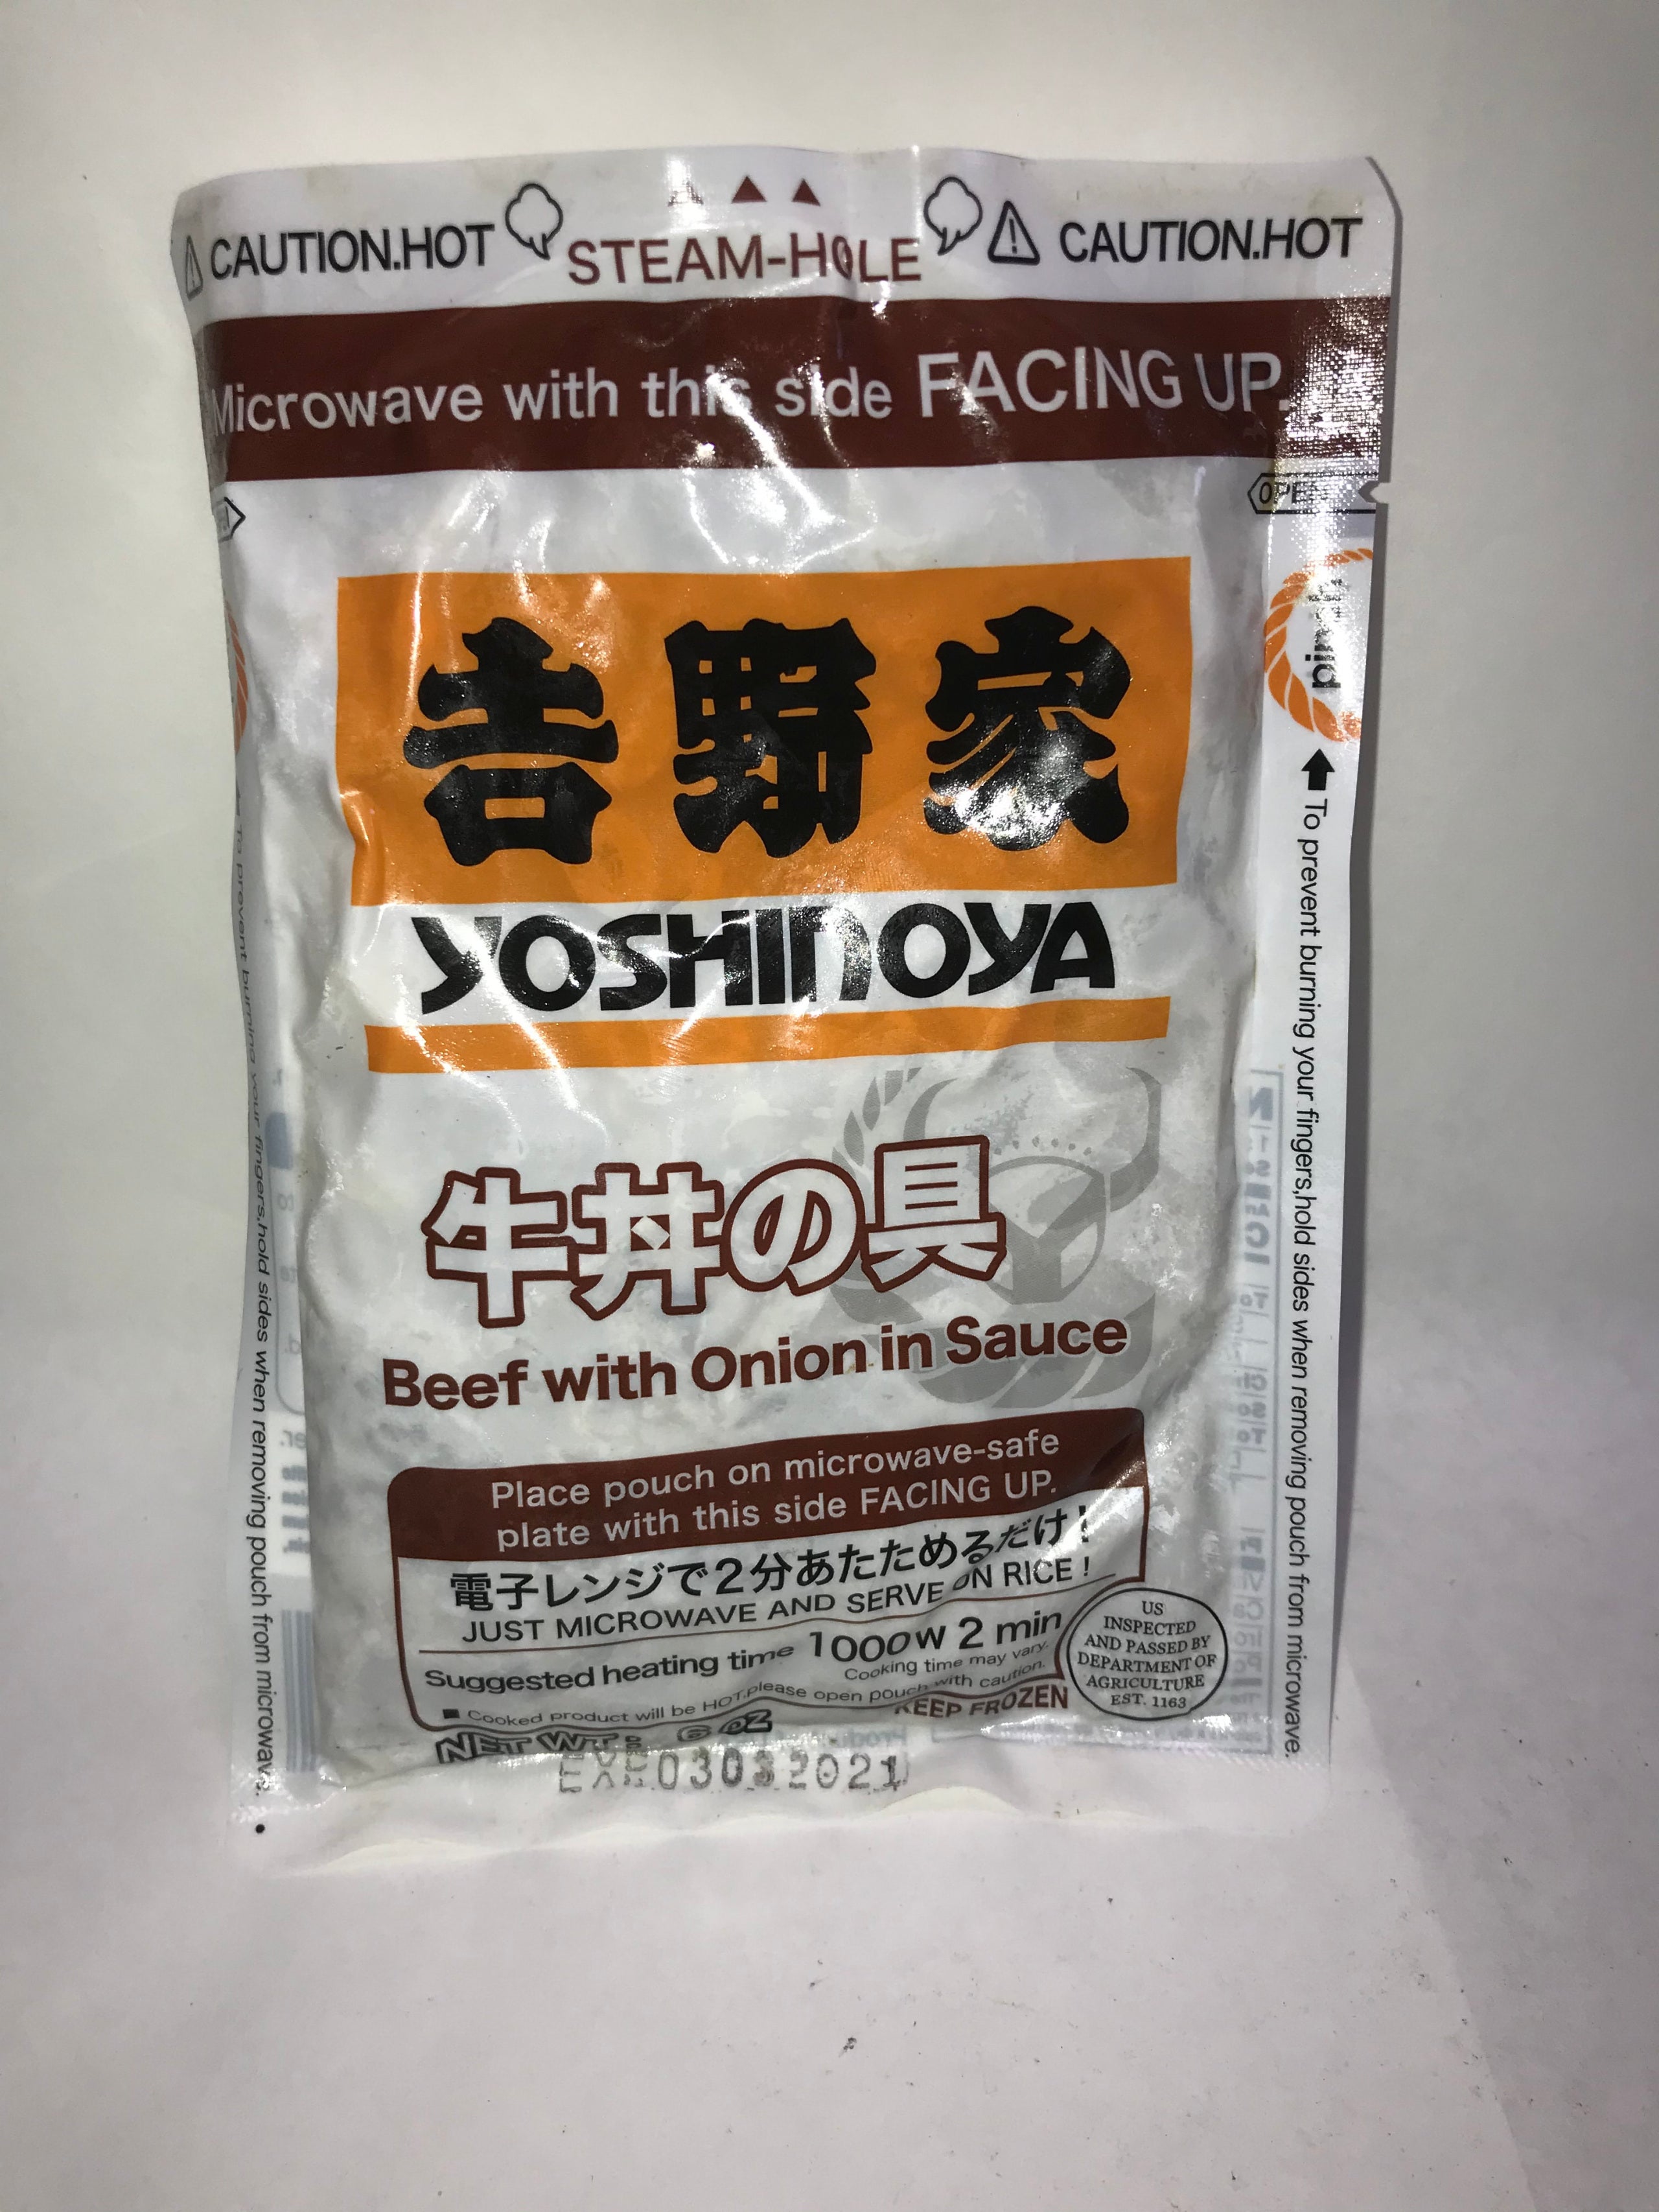 CAUTION.HOT STEAM-HOLE CAUTION.HOT
Microwave with this side FACING UP.
OPEN
吉野家
YOSHINOYA
牛丼の具
Beef with Onion in Sauce
Place pouch on microwave-safe
plate with this side FACING UP.
電子レンジで2分あたためるだけ!
JUST MICROWAVE AND SERVE ON RICE!
Suggested heating time 1000W 2 min
Cooking time may vary.
■ Cooked product will be HOT,please open pouch with caution.
KEEP FROZEN
NET WT. 6 OZ
EXP.03032021
US
INSPECTED
AND PASSED BY
DEPARTMENT OF
AGRICULTURE
EST. 1163
To prevent burning your fingers,hold sides when removing pouch from microwave.
To prevent burning your fingers,hold sides when removing pouch from microwave.